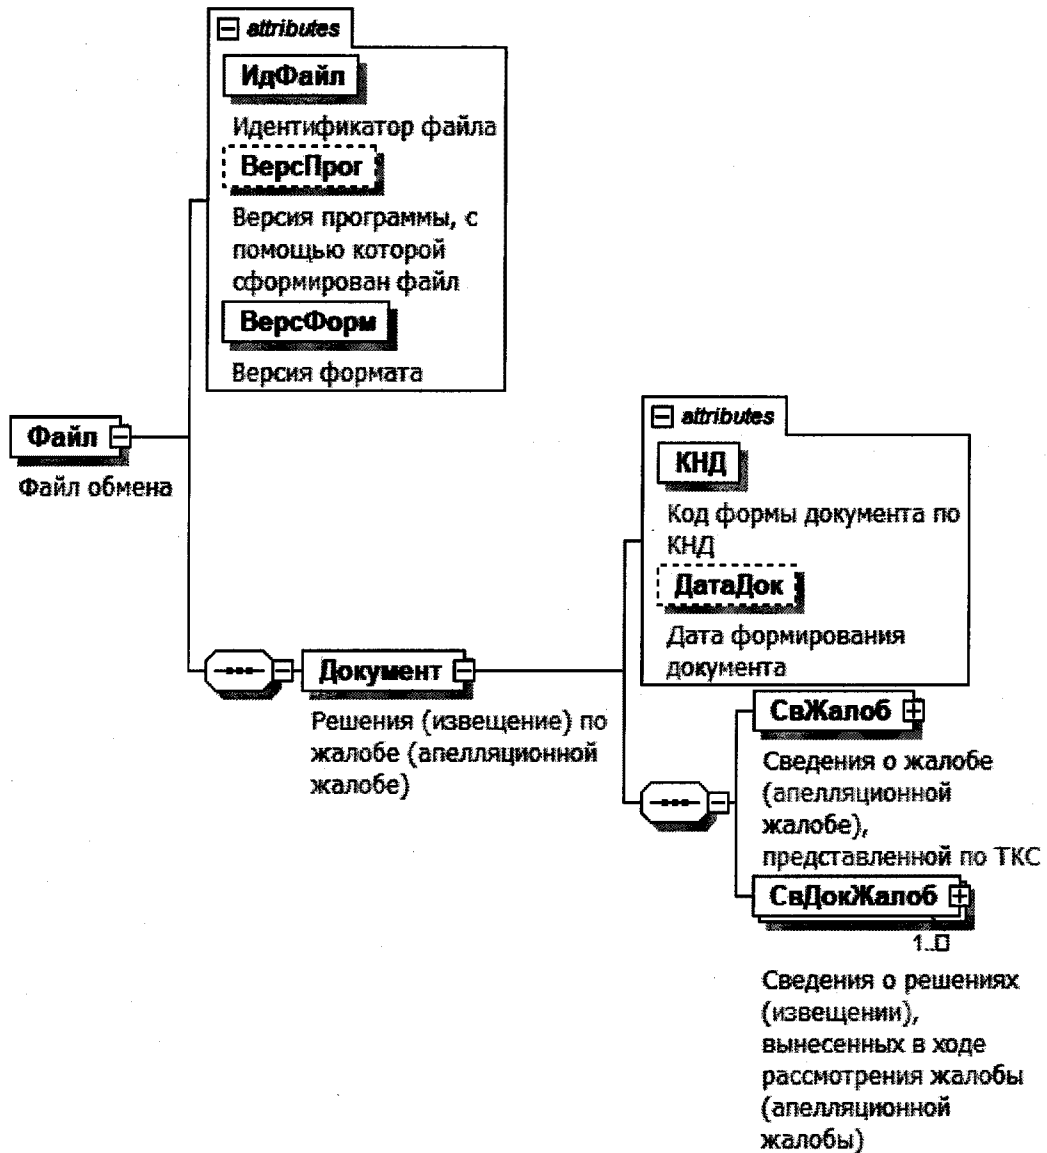 attributes
ИдФайл
Идентификатор файла
ВерсПрог
Версия программы, с
помощью которой
сформирован файл
ВерсФорм
Версия формата
Файл
Файл обмена
attributes
КНД
Код формы документа по
КНД
ДатаДок
Дата формирования
документа
Документ
Решения (извещение) по
жалобе (апелляционной
жалобе)
СвЖалоб
Сведения о жалобе
(апелляционной
жалобе),
представленной по ТКС
СвДокЖалоб
1..□
Сведения о решениях
(извещении),
вынесенных в ходе
рассмотрения жалобы
(апелляционной
жалобы)